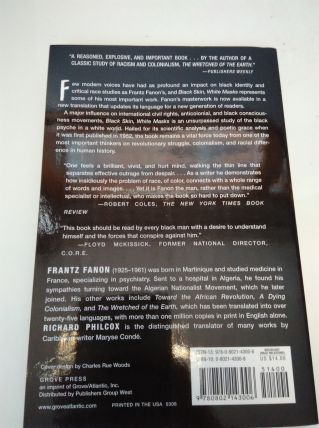 "A REASONED, EXPLOSIVE, AND IMPORTANT BOOK . . . BY THE AUTHOR OF A
CLASSIC STUDY OF RACISM AND COLONIALISM, THE WRETCHED OF THE EARTH."
—PUBLISHERS WEEKLY
Few modern voices have had as profound an impact on black identity and
critical race studies as Frantz Fanon's, and Black Skin, White Masks represents
some of his most important work. Fanon's masterwork is now available in a
new translation that updates its language for a new generation of readers.
A major influence on international civil rights, anticolonial, and black conscious-
ness movements, Black Skin, White Masks is an unsurpassed study of the black
psyche in a white world. Hailed for its scientific analysis and poetic grace when
it was first published in 1952, the book remains a vital force today from one of the
most important thinkers on revolutionary struggle, colonialism, and racial differ-
ence in human history.
"One feels a brilliant, vivid, and hurt mind, walking the thin line that
separates effective outrage from despair. . . . As a writer he demonstrates
how insidiously the problem of race, of color, connects with a whole range
of words and images. . . . Yet it is Fanon the man, rather than the medical
specialist or intellectual, who makes the book so hard to put down."
—ROBERT COLES, THE NEW YORK TIMES BOOK
REVIEW
"This book should be read by every black man with a desire to understand
himself and the forces that conspire against him."
—FLOYD MCKISSICK, FORMER NATIONAL DIRECTOR,
C.O.R.E.
FRANTZ FANON (1925–1961) was born in Martinique and studied medicine in
France, specializing in psychiatry. Sent to a hospital in Algeria, he found his
sympathies turning toward the Algerian Nationalist Movement, which he later
joined. His other works include Toward the African Revolution, A Dying
Colonialism, and The Wretched of the Earth, which has been translated into over
twenty-five languages, with more than one million copies in print in English alone.
RICHARD PHILCOX is the distinguished translator of many works by
Caribbean writer Maryse Condé.
Cover design by Charles Rue Woods
GROVE PRESS
an imprint of Grove/Atlantic, Inc.
Distributed by Publishers Group West
www.groveatlantic.com
PRINTED IN THE USA 0308
ISBN-13: 978-0-8021-4300-6
US $14.00
51400
9 780802 143006